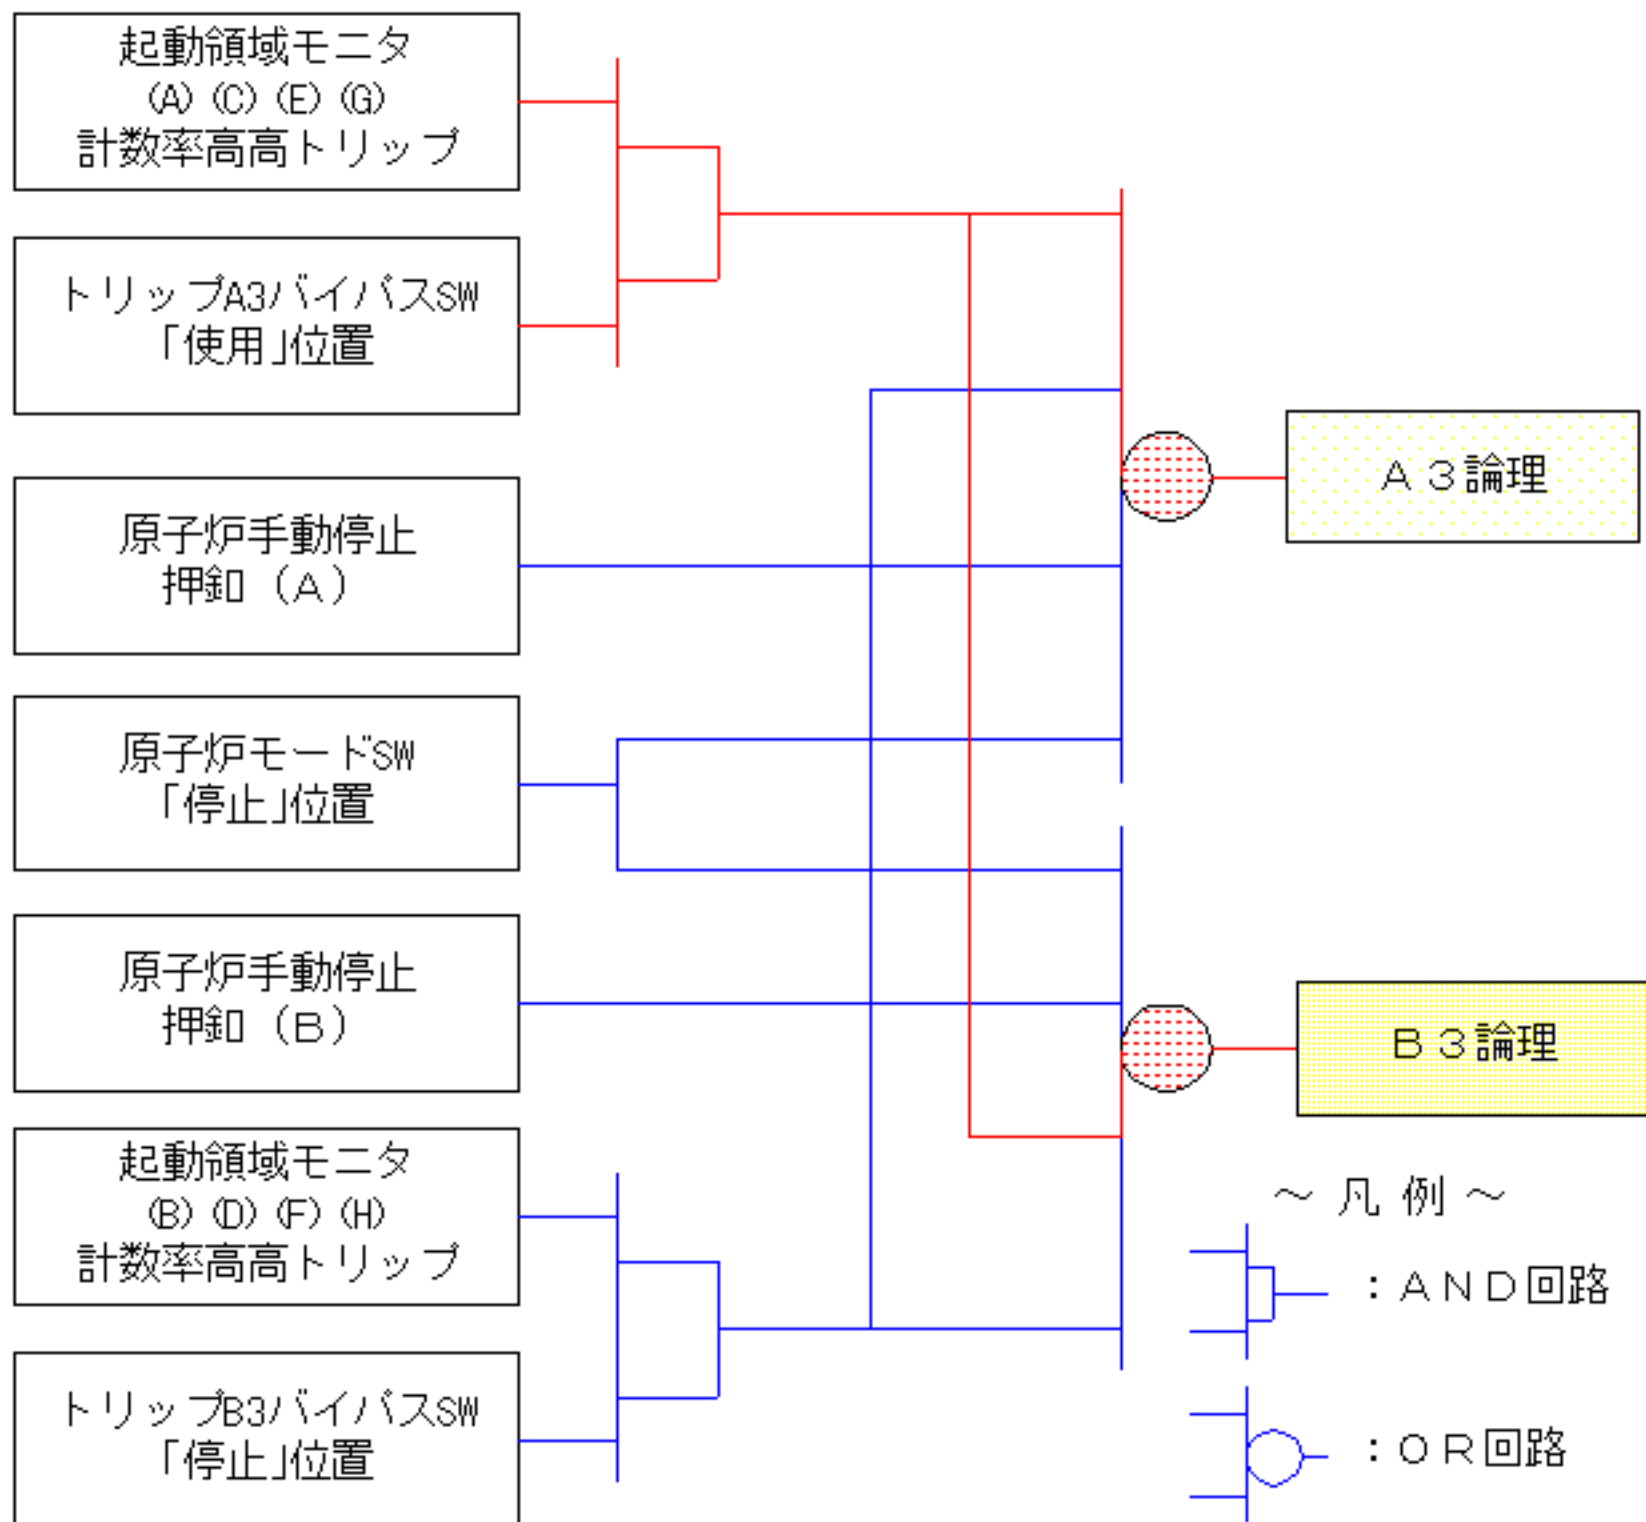 起動領域モニタ
(A) (C) (E) (G)
計数率高高トリップ
トリップA3バイパスSW
「使用」位置
原子炉手動停止
押釦（Ａ）
原子炉モードSW
「停止」位置
原子炉手動停止
押釦（Ｂ）
起動領域モニタ
(B) (D) (F) (H)
計数率高高トリップ
トリップB3バイパスSW
「停止」位置
Ａ３論理
Ｂ３論理
～ 凡 例 ～
：ＡＮＤ回路
：ＯＲ回路